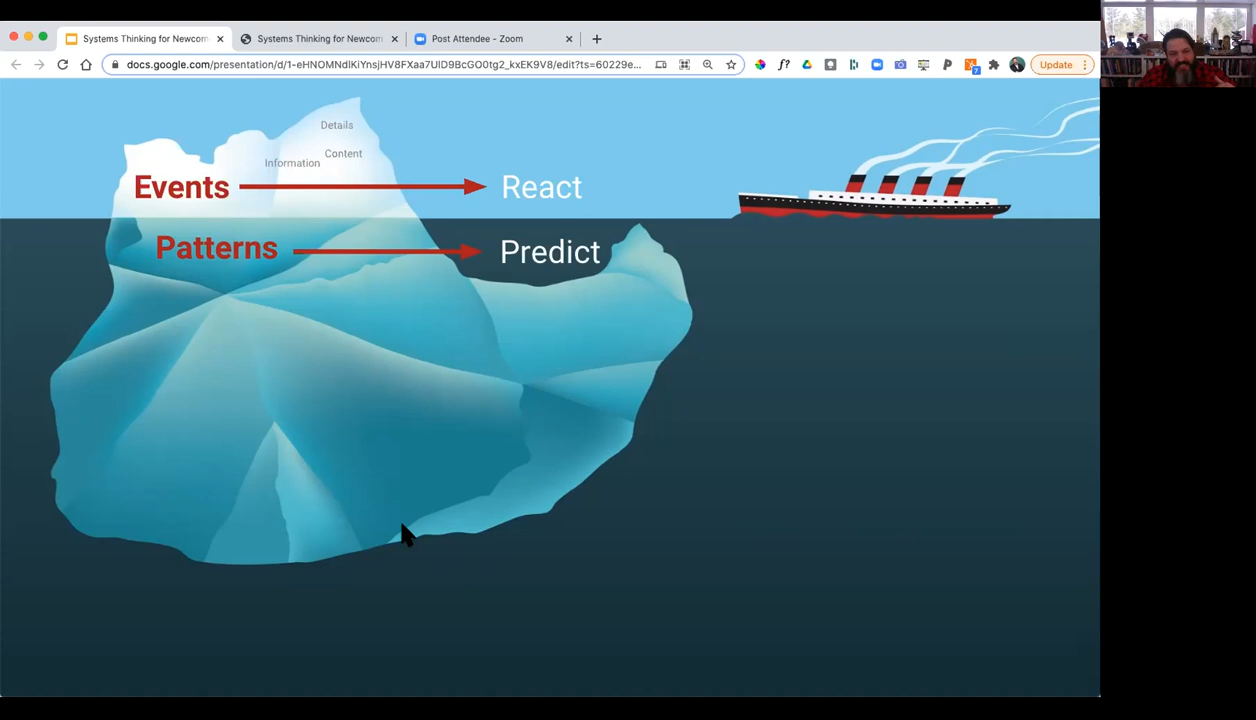 Systems Thinking for Newcom
Systems Thinking for Newcom
Post Attendee - Zoom
docs.google.com/presentation/d/1-eHNOMNdlKiYnsjHV8FXaa7UlD9BcGO0tg2_kxEK9V8/edit?ts=60229e...
f?
7
Update
Details
Content
Information
Events
React
Patterns
Predict